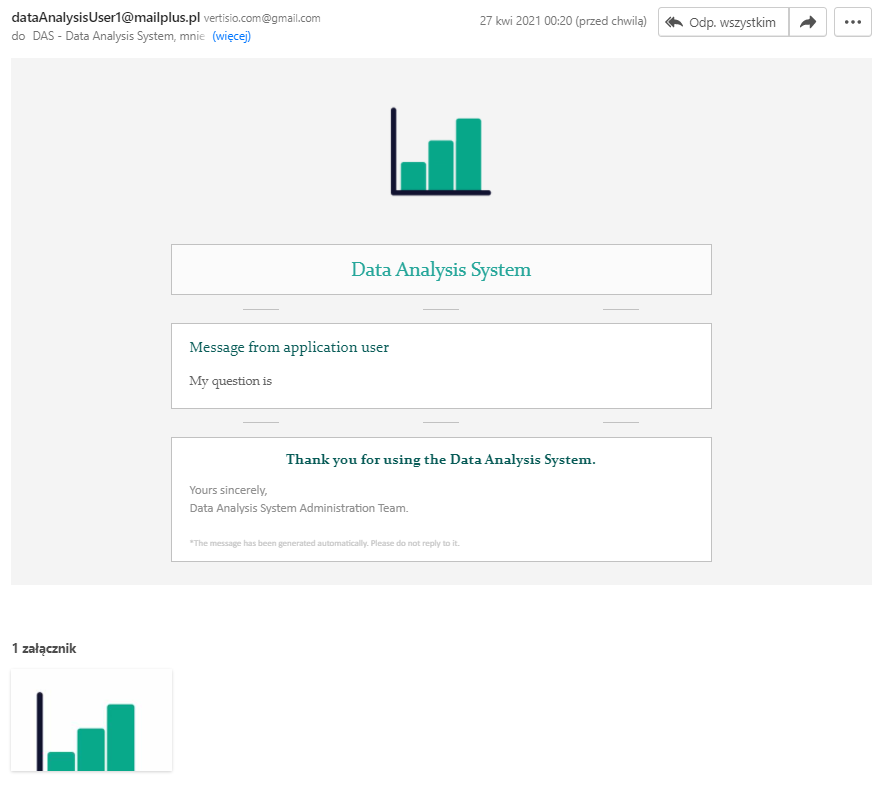 dataAnalysisUser1@mailplus.pl vertisio.com@gmail.com
27 kwi 2021 00:20 (przed chwilą)
Odp. wszystkim
do DAS - Data Analysis System, mnie (więcej)
Data Analysis System
Message from application user
My question is
Thank you for using the Data Analysis System.
Yours sincerely,
Data Analysis System Administration Team.
*The message has been generated automatically. Please do not reply to it.
1 załącznik